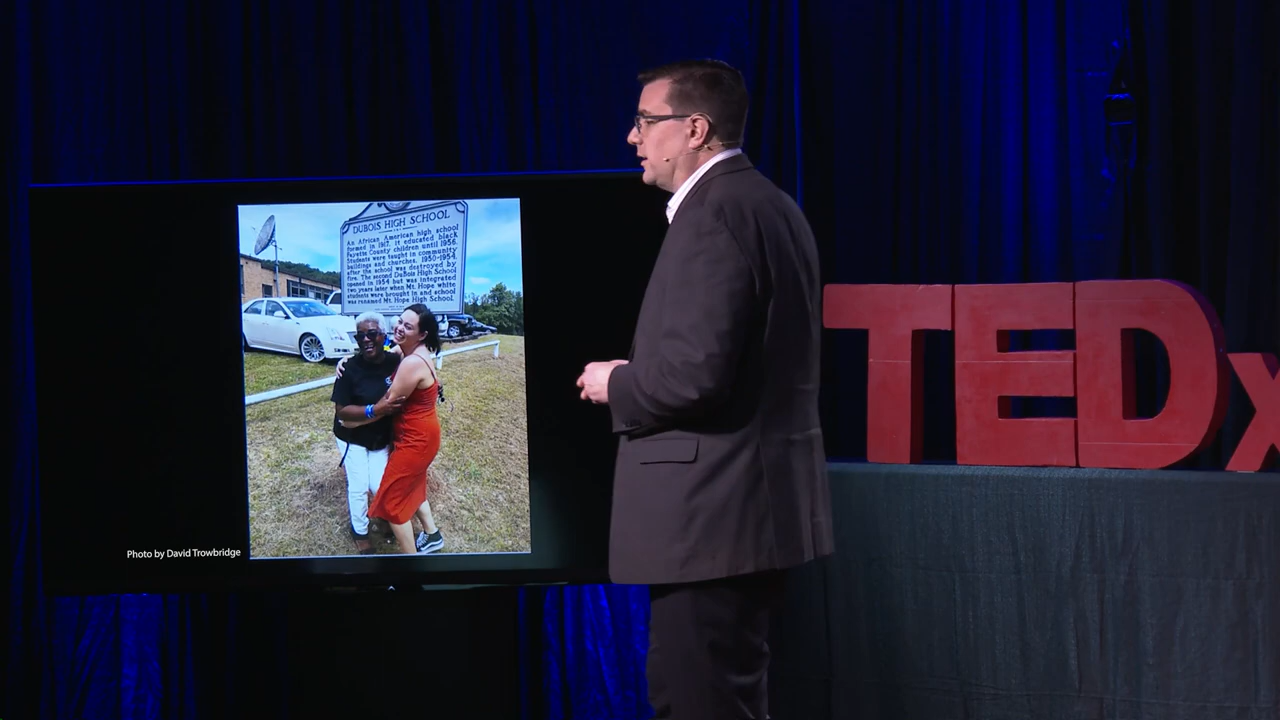 DUBOIS HIGH SCHOOL
An African American high school
formed in 1917. It educated black
Fayette County children until 1956.
Students were taught in community
buildings and churches, 1950-1954,
after the school was destroyed by
fire. The second DuBois High School
opened in 1954 but was integrated
two years later when Mt. Hope white
students were brought in and school
was renamed Mt. Hope High School.
Photo by David Trowbridge
TEDx